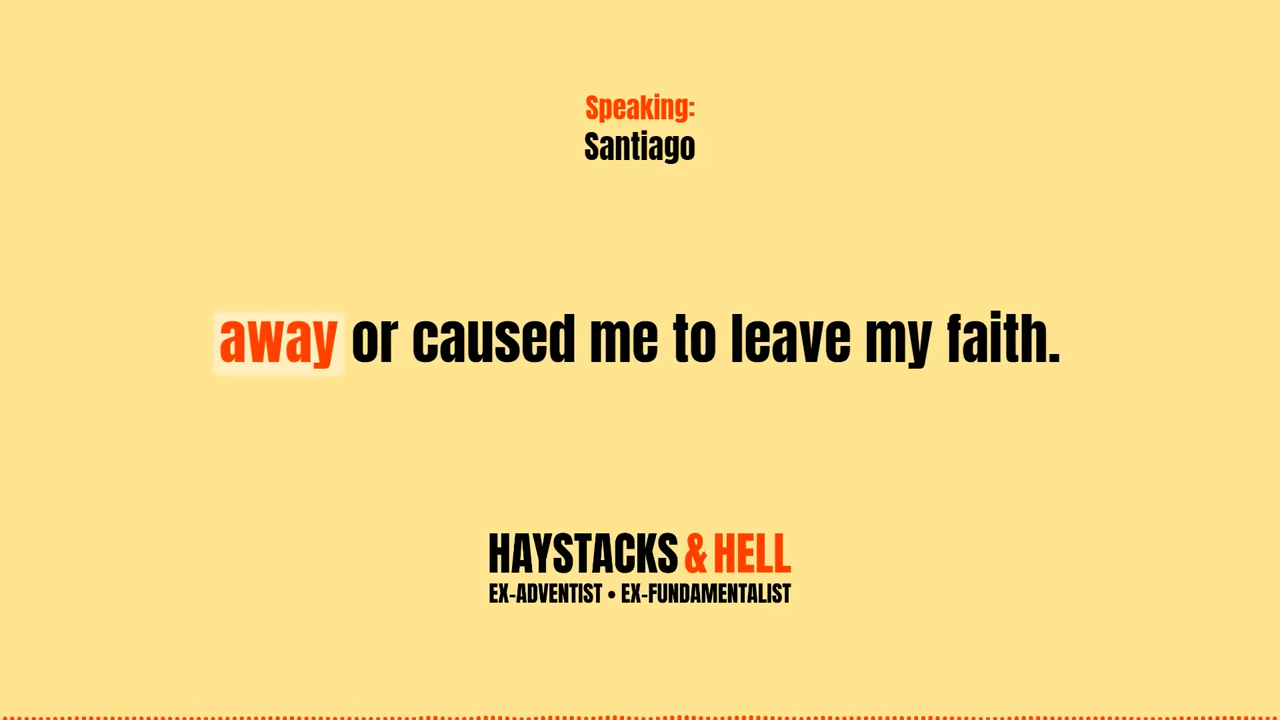 Speaking:
Santiago
away or caused me to leave my faith.
HAYSTACKS & HELL
EX-ADVENTIST • EX-FUNDAMENTALIST